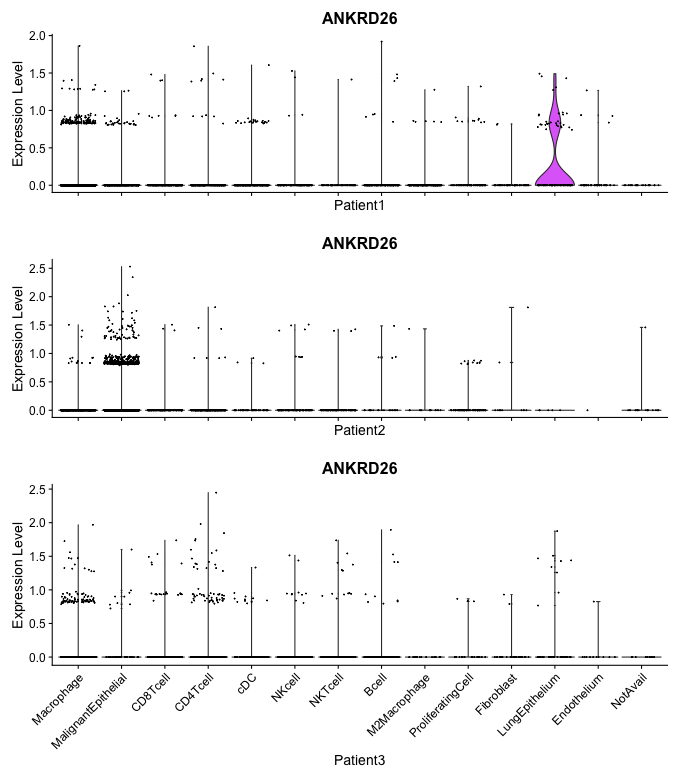 ANKRD26
Expression Level
2.0
1.5
1.0
0.5
0.0
Patient1
ANKRD26
Expression Level
2.5
2.0
1.5
1.0
0.5
0.0
Patient2
ANKRD26
Expression Level
2.5
2.0
1.5
1.0
0.5
0.0
Macrophage
MalignantEpithelial
CD8Tcell
CD4Tcell
cDC
NKcell
NKTcell
Bcell
M2Macrophage
ProliferatingCell
Fibroblast
LungEpithelium
Endothelium
NotAvail
Patient3